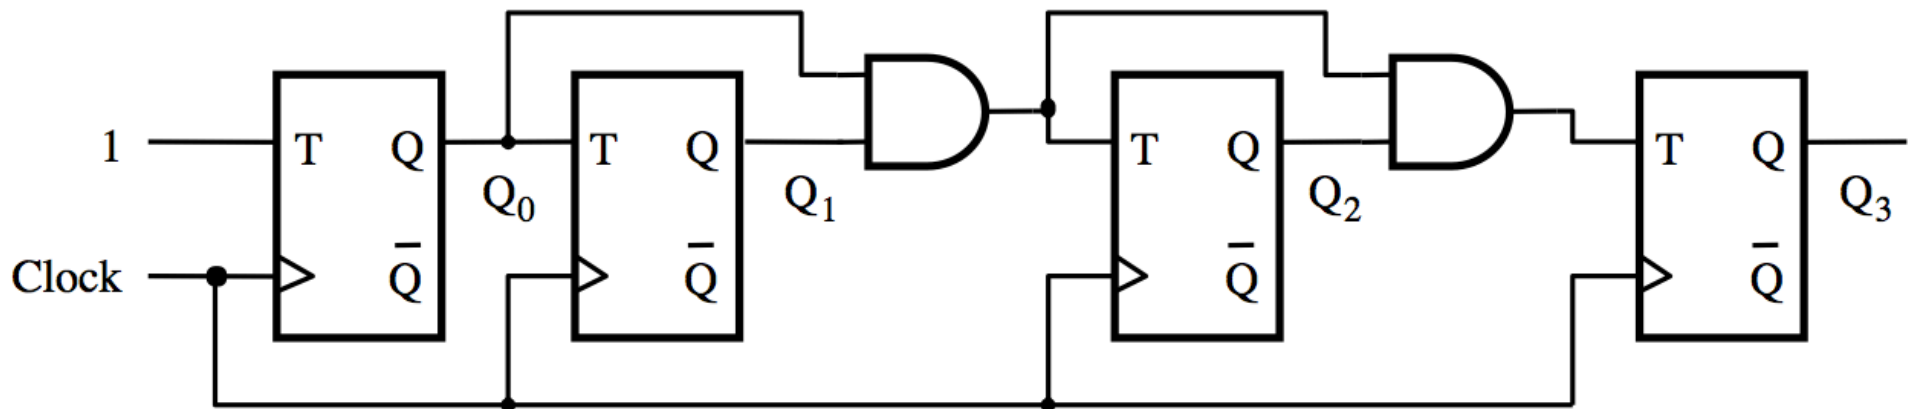 1 T Q T Q T Q T Q
Q₀ Q₁ Q₂ Q₃
Clock Q̅ Q̅ Q̅ Q̅